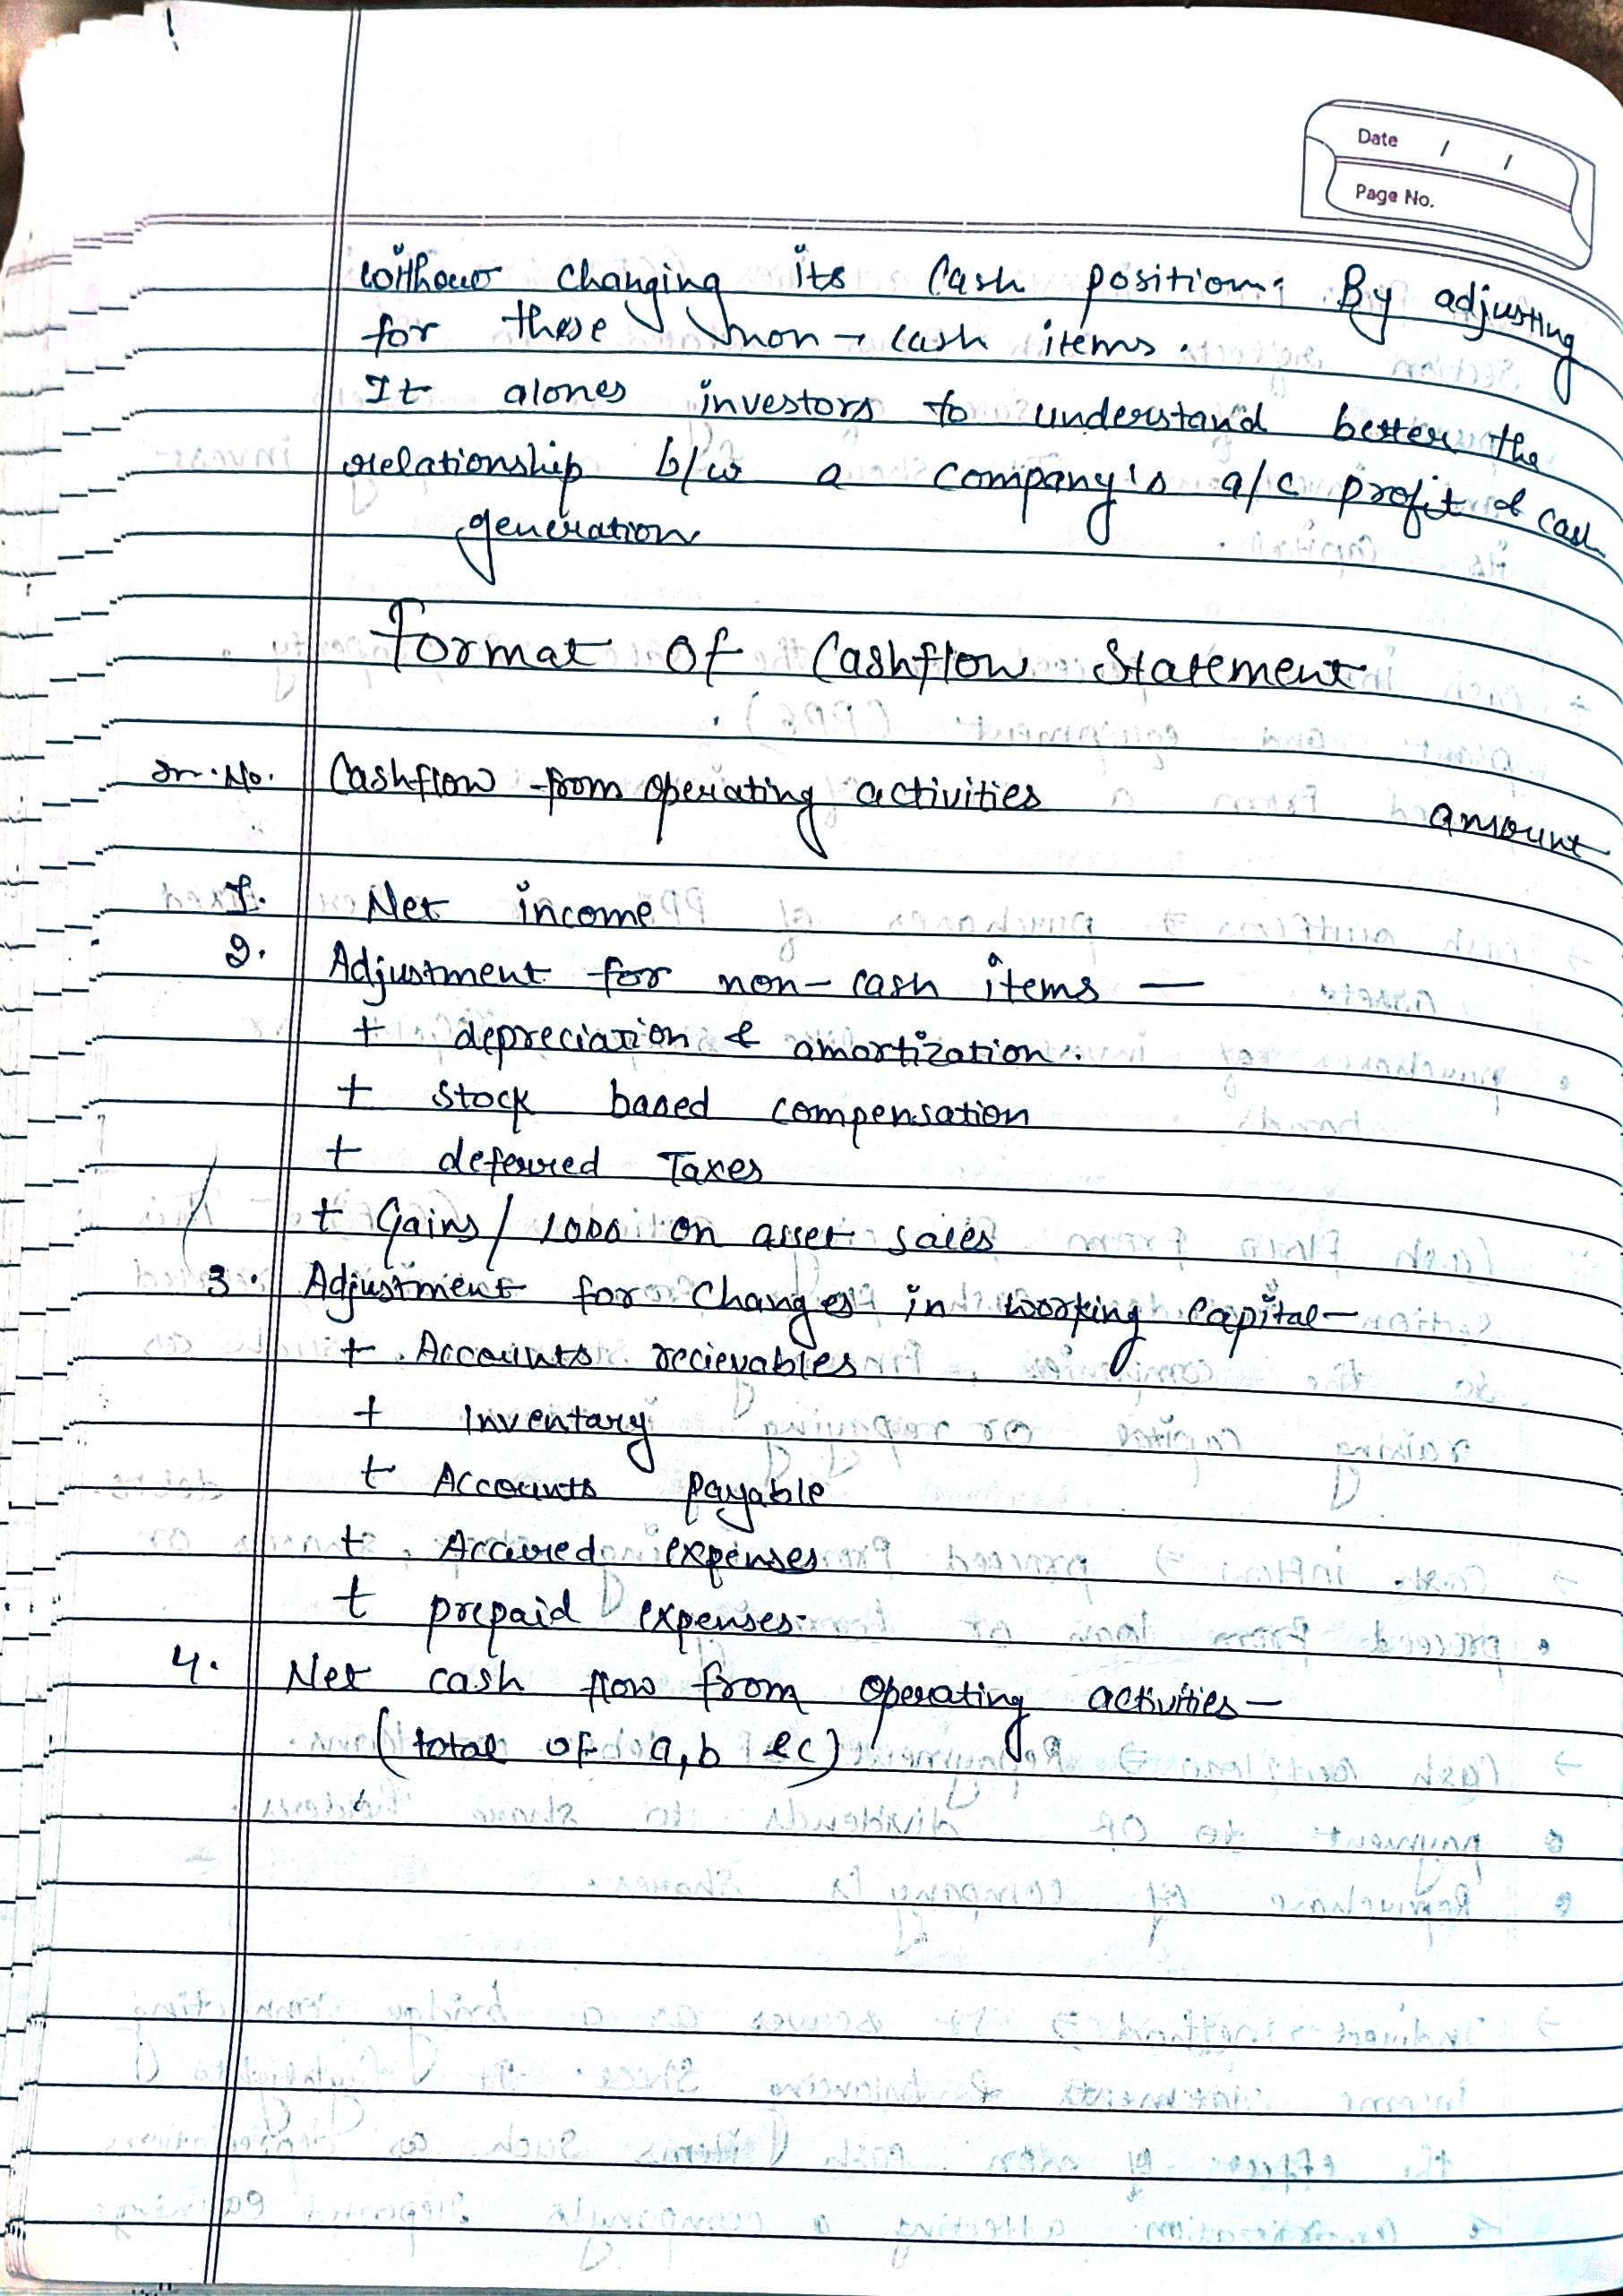 Date / /
Page No.
without changing its cash position. By adjusting
for these non-cash items.
It alones investors to understand better the
relationship b/w a company's a/c profit & cash
generation
Format Of Cashflow Statement
Sr. No. Cashflow from operating activities amount
1. Net income
2. Adjustment for non-cash items —
+ depreciation & amortization.
+ Stock based compensation
+ deferred Taxes
+ Gains/ loss on asset sales
3. Adjustment for Changes in working capital —
+ Accounts recievables
+ Inventary
+ Accounts payable
+ Accured expenses
+ prepaid expenses.
4. Net cash flow from operating activities —
(total of a, b & c)